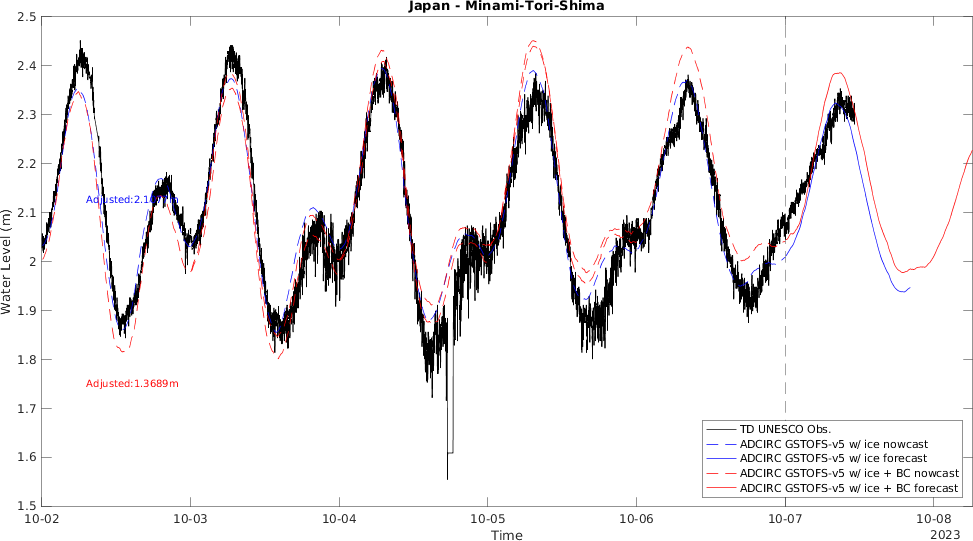 Japan - Minami-Tori-Shima
2.5
2.4
2.3
2.2
2.1
2
1.9
1.8
1.7
1.6
1.5
Water Level (m)
Adjusted:1.3689m
TD UNESCO Obs.
ADCIRC GSTOFS-v5 w/ ice nowcast
ADCIRC GSTOFS-v5 w/ ice forecast
ADCIRC GSTOFS-v5 w/ ice + BC nowcast
ADCIRC GSTOFS-v5 w/ ice + BC forecast
10-02
10-03
10-04
10-05
10-06
10-07
10-08
Time
2023